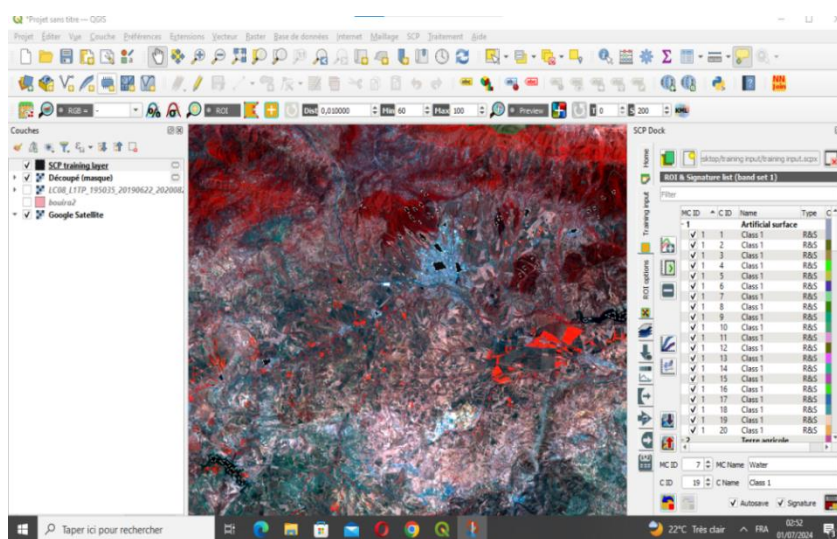 *Projet sans titre — QGIS
Projet Éditer Vue Couche Préférences Extensions Vecteur Raster Base de données Internet Maillage SCP Traitement Aide
RGB = - ROI Dist 0,010000 Min 60 Max 100 Preview T 0 S 200
Couches
SCP training layer
Découpé (masque)
LC08_L1TP_195035_20190622_202008
bouira2
Google Satellite
SCP Dock
Home
Training input
ROI options
sktop/training input/training input.scpx
ROI & Signature list (band set 1)
Filter
MC ID C ID Name Type C
1 Artificial surface
1 1 Class 1 R&S
1 2 Class 1 R&S
1 3 Class 1 R&S
1 4 Class 1 R&S
1 5 Class 1 R&S
1 6 Class 1 R&S
1 7 Class 1 R&S
1 8 Class 1 R&S
1 9 Class 1 R&S
1 10 Class 1 R&S
1 11 Class 1 R&S
1 12 Class 1 R&S
1 13 Class 1 R&S
1 14 Class 1 R&S
1 15 Class 1 R&S
1 16 Class 1 R&S
1 17 Class 1 R&S
1 18 Class 1 R&S
1 19 Class 1 R&S
1 20 Class 1 R&S
2 Terre agricole
MC ID 7 MC Name Water
C ID 19 C Name Class 1
Autosave Signature
Taper ici pour rechercher
22°C Très clair FRA 02:52
01/07/2024